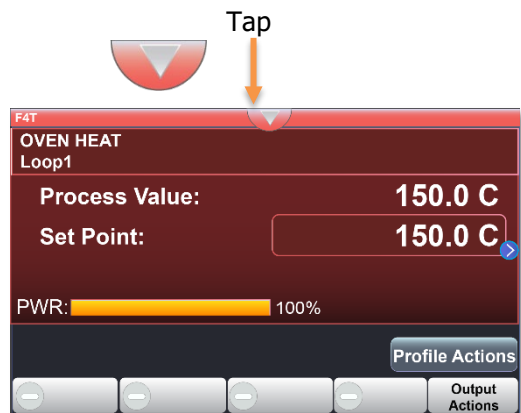 Tap
F4T
OVEN HEAT
Loop1
Process Value: 150.0 C
Set Point: 150.0 C
PWR: 100%
Profile Actions
Output
Actions